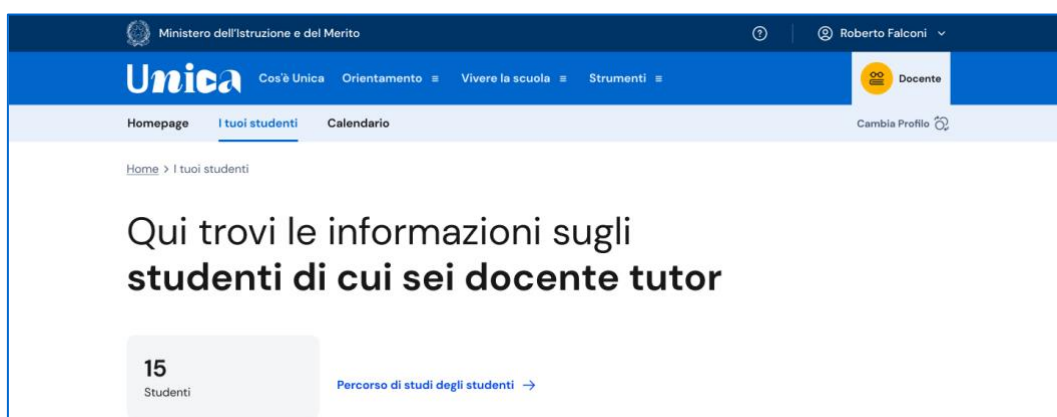 Ministero dell'Istruzione e del Merito
Roberto Falconi
Unica
Cos'è Unica Orientamento Vivere la scuola Strumenti
Docente
Homepage I tuoi studenti Calendario
Cambia Profilo
Home > I tuoi studenti
Qui trovi le informazioni sugli
studenti di cui sei docente tutor
15
Studenti
Percorso di studi degli studenti →